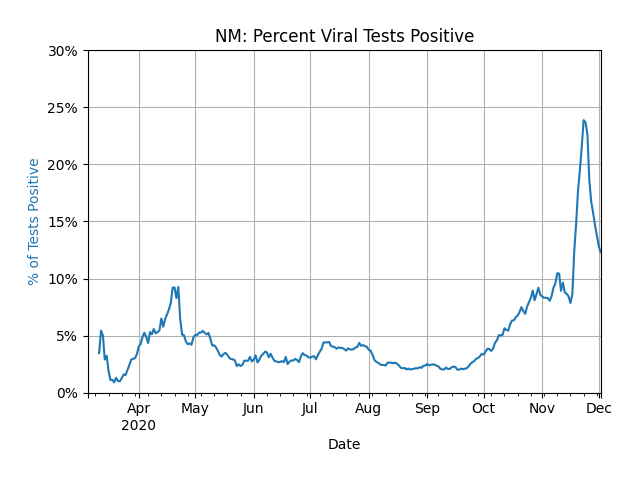 NM: Percent Viral Tests Positive
30%
25%
20%
15%
10%
5%
0%
% of Tests Positive
Apr May Jun Jul Aug Sep Oct Nov Dec
2020
Date